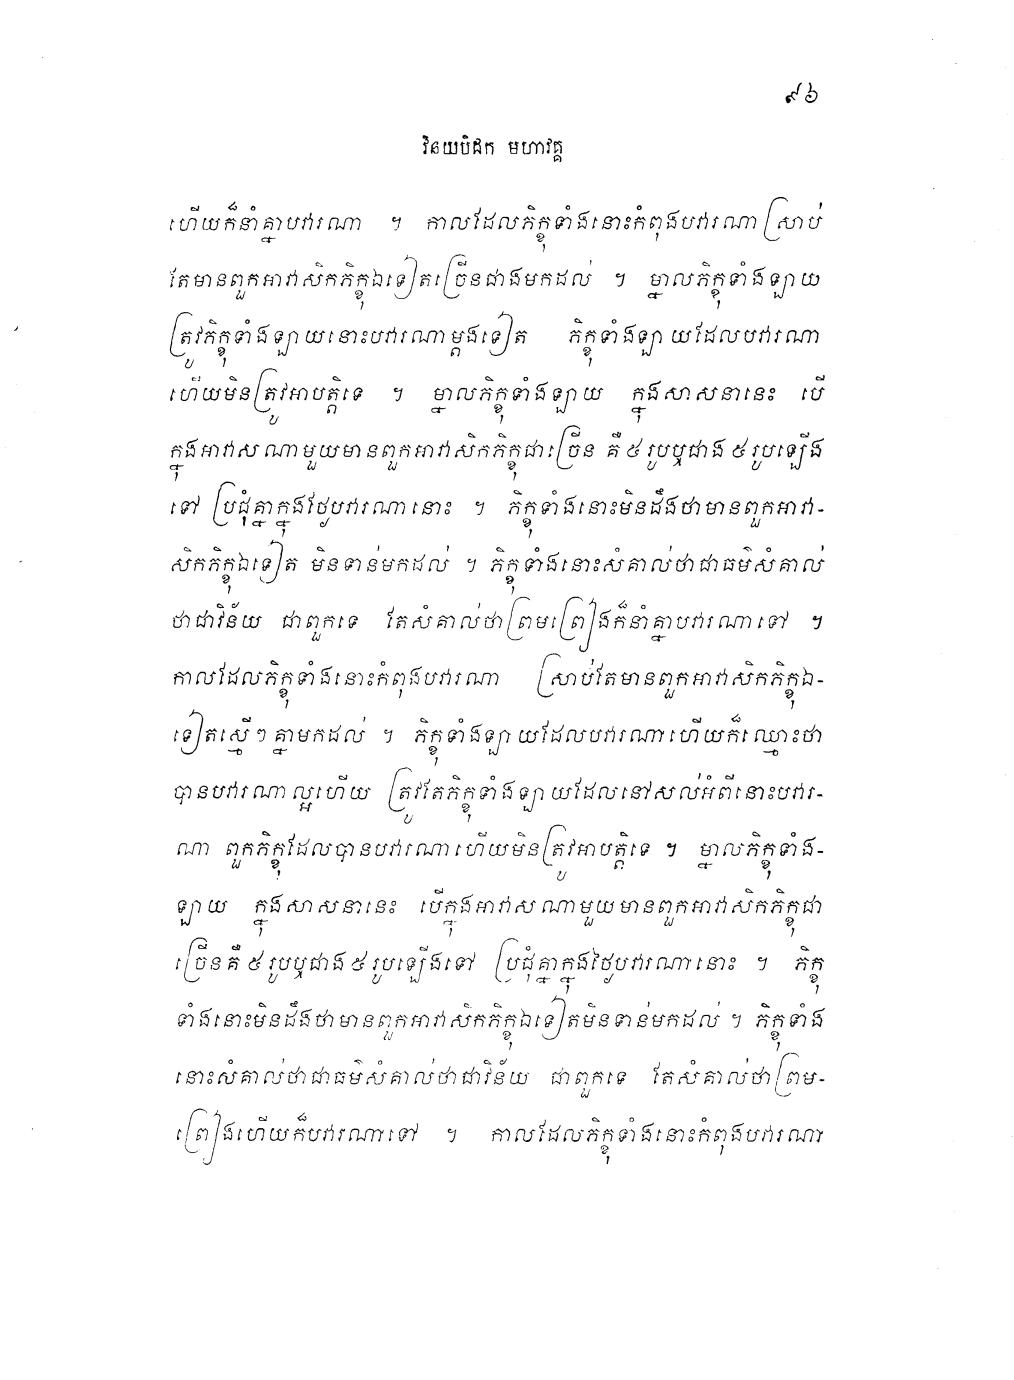 ៩៦
វិនយបិដក មហាវគ្គ
ហើយក៏នាំគ្នាបវារណា ។ កាលដែលភិក្ខុទាំងនោះកំពុងបវារណាស្រាប់
តែមានពួកអាវាសិកភិក្ខុឯទៀតច្រើនជាងមកដល់ ។ ម្នាលភិក្ខុទាំងឡាយ
ត្រូវភិក្ខុទាំងឡាយនោះបវារណាម្តងទៀត ភិក្ខុទាំងឡាយដែលបវារណា
ហើយមិនត្រូវអាបត្តិទេ ។ ម្នាលភិក្ខុទាំងឡាយ ក្នុងសាសនានេះ បើ
ក្នុងអាវាសណាមួយមានពួកអាវាសិកភិក្ខុជាច្រើន គឺ ៥ រូបឬជាង ៥ រូបឡើង
ទៅ ប្រជុំគ្នាក្នុងថ្ងៃបវារណានោះ ។ ភិក្ខុទាំងនោះមិនដឹងថាមានពួកអាវា-
សិកភិក្ខុឯទៀត មិនទាន់មកដល់ ។ ភិក្ខុទាំងនោះសំគាល់ថាជាធម៌សំគាល់
ថាជាវិន័យ ជាពួកទេ តែសំគាល់ថាព្រមព្រៀងក៏នាំគ្នាបវារណាទៅ ។
កាលដែលភិក្ខុទាំងនោះកំពុងបវារណា ស្រាប់តែមានពួកអាវាសិកភិក្ខុឯ-
ទៀតស្មើៗគ្នាមកដល់ ។ ភិក្ខុទាំងឡាយដែលបវារណាហើយក៏ឈ្មោះថា
បានបវារណាល្អហើយ ត្រូវតែភិក្ខុទាំងឡាយដែលនៅសល់អំពីនោះបវារ-
ណា ពួកភិក្ខុដែលបានបវារណាហើយមិនត្រូវអាបត្តិទេ ។ ម្នាលភិក្ខុទាំង-
ឡាយ ក្នុងសាសនានេះ បើក្នុងអាវាសណាមួយមានពួកអាវាសិកភិក្ខុជា
ច្រើនគឺ ៥ រូបឬជាង ៥ រូបឡើងទៅ ប្រជុំគ្នាក្នុងថ្ងៃបវារណានោះ ។ ភិក្ខុ
ទាំងនោះមិនដឹងថាមានពួកអាវាសិកភិក្ខុឯទៀតមិនទាន់មកដល់ ។ ភិក្ខុទាំង
នោះសំគាល់ថាជាធម៌សំគាល់ថាជាវិន័យ ជាពួកទេ តែសំគាល់ថាព្រម-
ព្រៀងហើយក៏បវារណាទៅ ។ កាលដែលភិក្ខុទាំងនោះកំពុងបវារណា